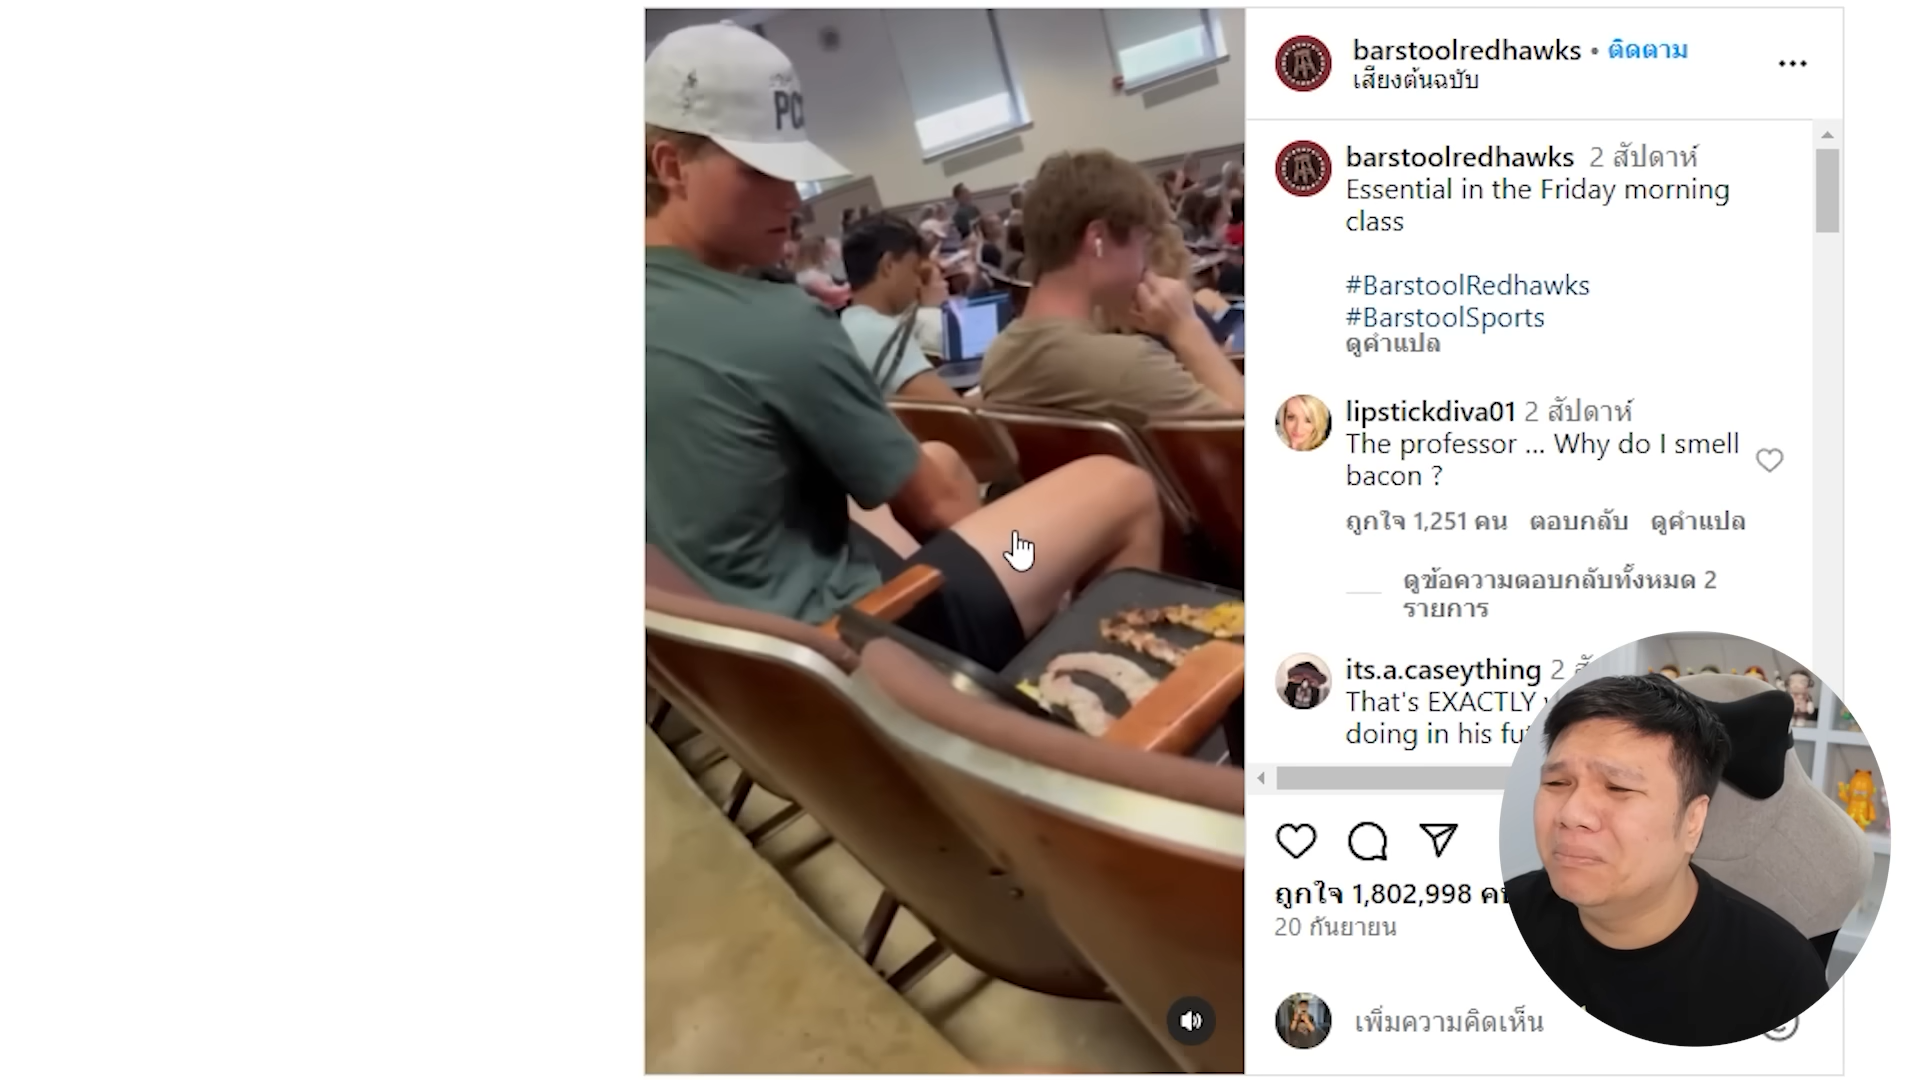 PC
barstoolredhawks • ติดตาม
เสียงต้นฉบับ
barstoolredhawks 2 สัปดาห์
Essential in the Friday morning
class
#BarstoolRedhawks
#BarstoolSports
ดูคำแปล
lipstickdiva01 2 สัปดาห์
The professor ... Why do I smell
bacon ?
ถูกใจ 1,251 คน ตอบกลับ ดูคำแปล
ดูข้อความตอบกลับทั้งหมด 2
รายการ
its.a.caseything 2
That's EXACTLY
doing in his
ถูกใจ 1,802,998
20 กันยายน
เพิ่มความคิดเห็น